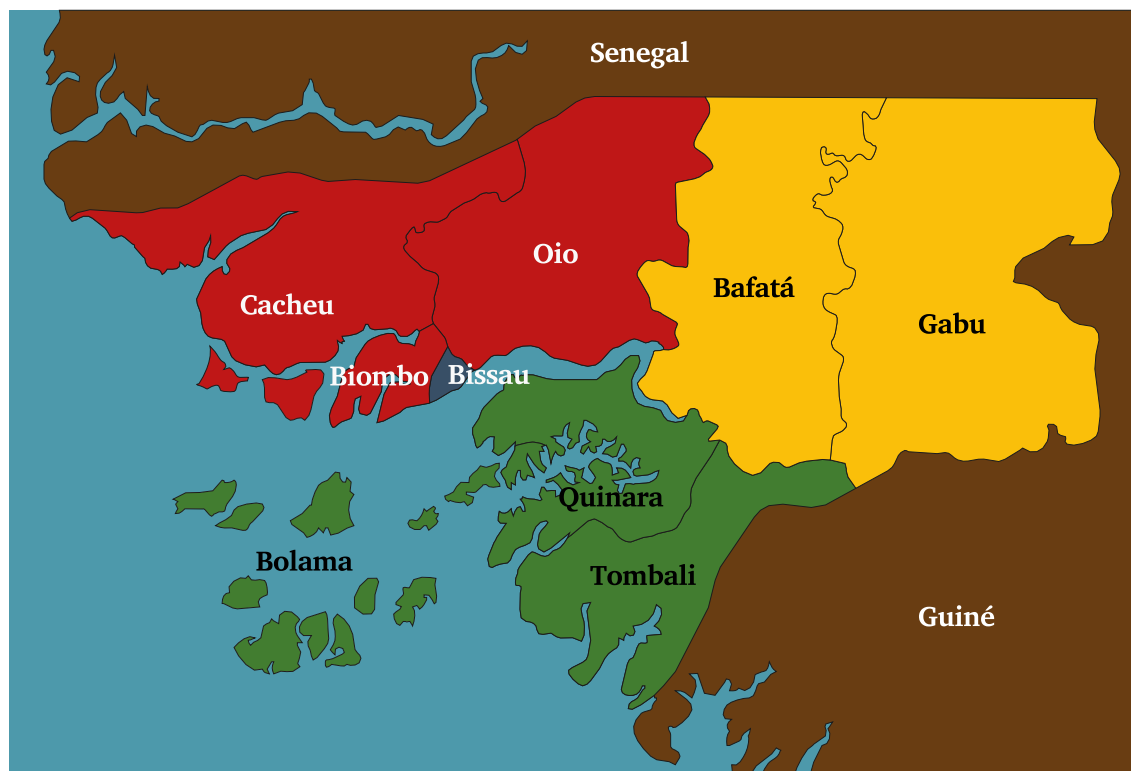 Senegal
Oio
Bafatá
Cacheu
Gabu
Biombo
Bissau
Quinara
Bolama
Tombali
Guiné